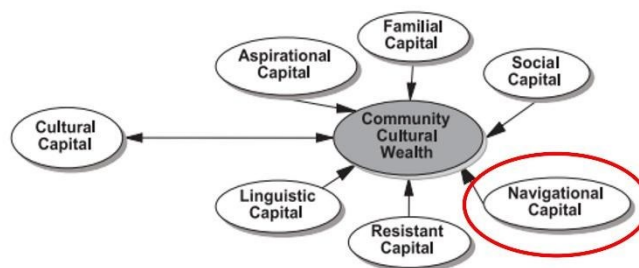 Familial
Capital
Aspirational
Capital
Social
Capital
Community
Cultural
Wealth
Cultural
Capital
Linguistic
Capital
Navigational
Capital
Resistant
Capital